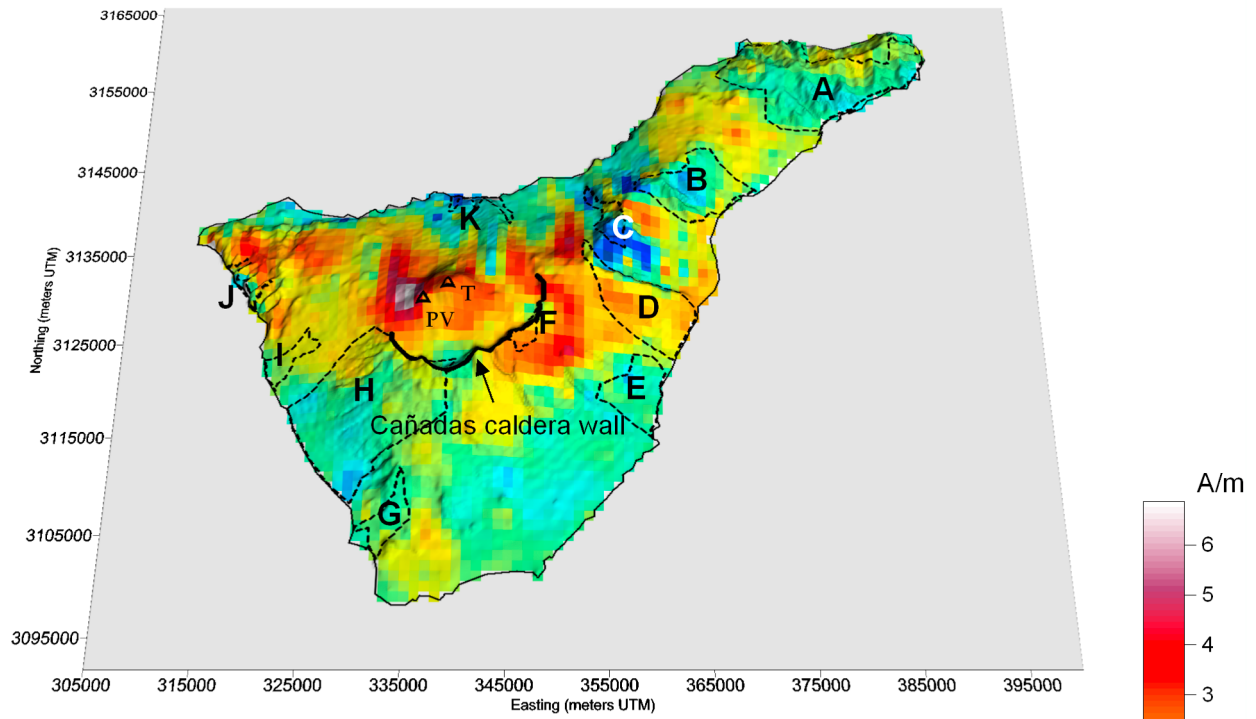 3165000
3155000
3145000
3135000
3125000
3115000
3105000
3095000
Northing (meters UTM)
305000 315000 325000 335000 345000 355000 365000 375000 385000 395000
Easting (meters UTM)
A
B
K
C
J
T
PV
D
F
I
H
E
Cañadas caldera wall
G
A/m
6
5
4
3